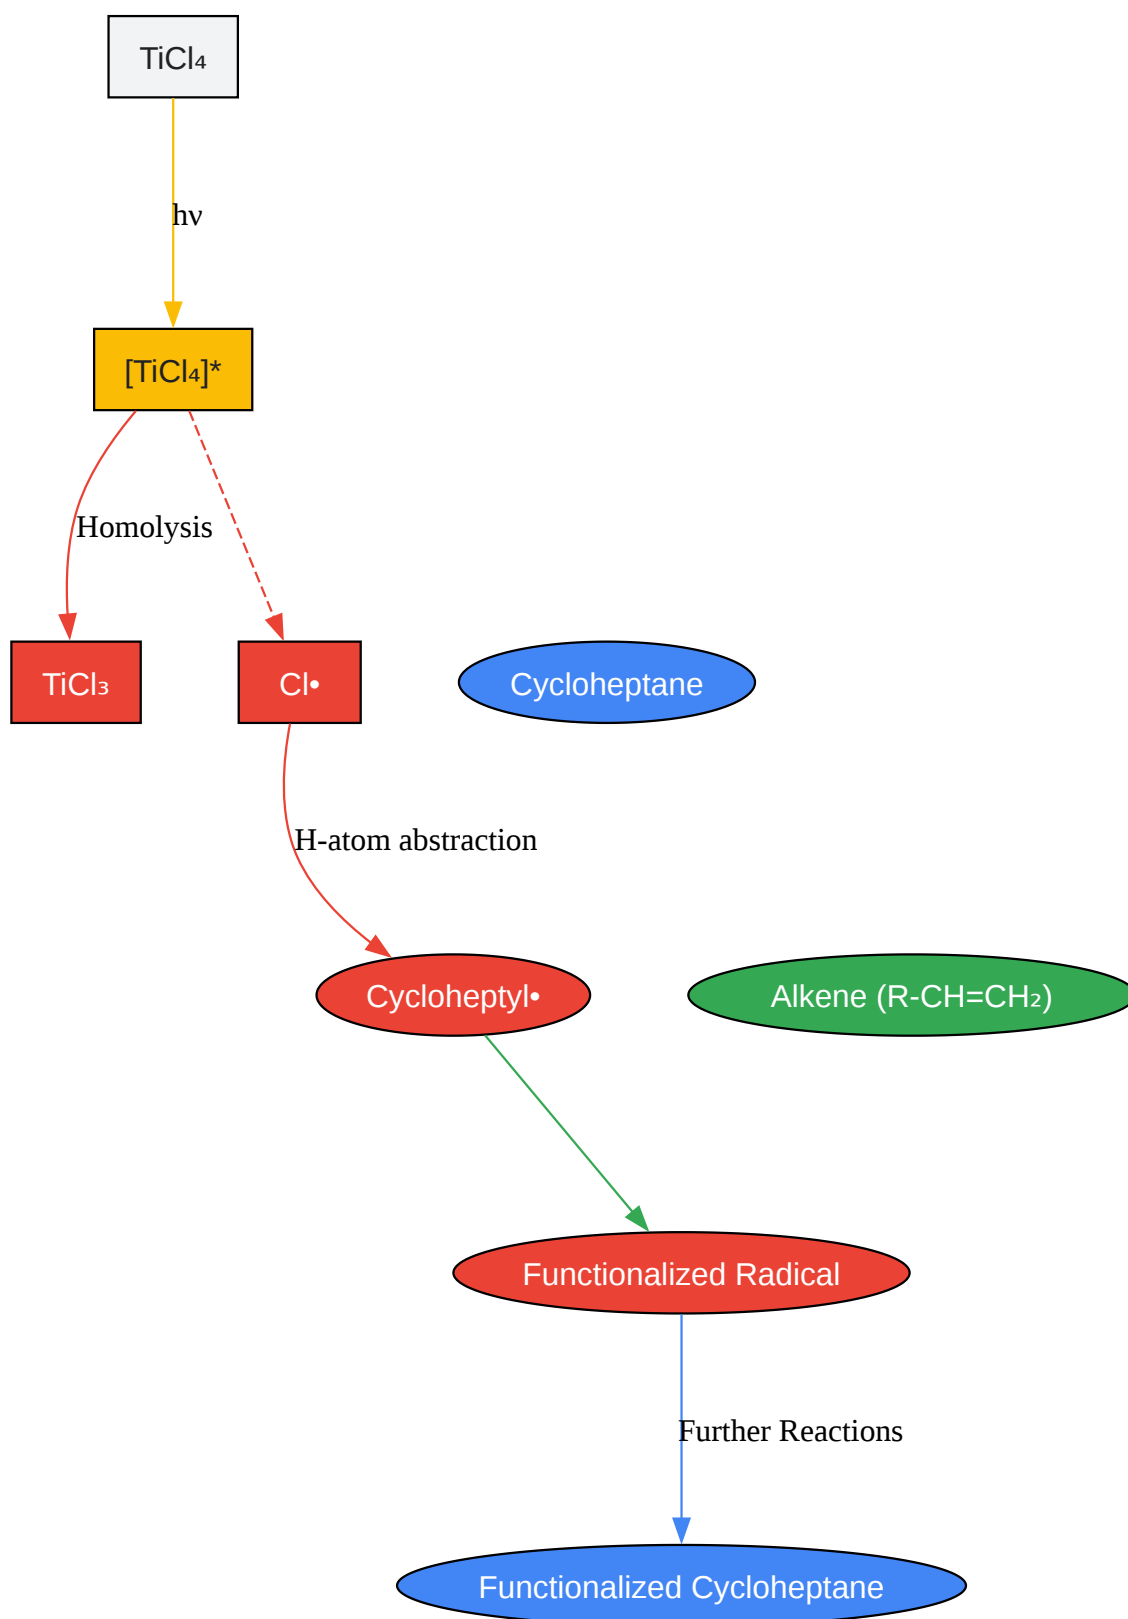 TiCl₄
hν
[TiCl₄]*
Homolysis
TiCl₃
Cl•
Cycloheptane
H-atom abstraction
Cycloheptyl•
Alkene (R-CH=CH₂)
Functionalized Radical
Further Reactions
Functionalized Cycloheptane